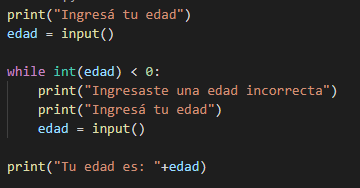 print("Ingresá tu edad")
edad = input()
while int(edad) < 0:
print("Ingresaste una edad incorrecta")
print("Ingresá tu edad")
edad = input()
print("Tu edad es: "+edad)